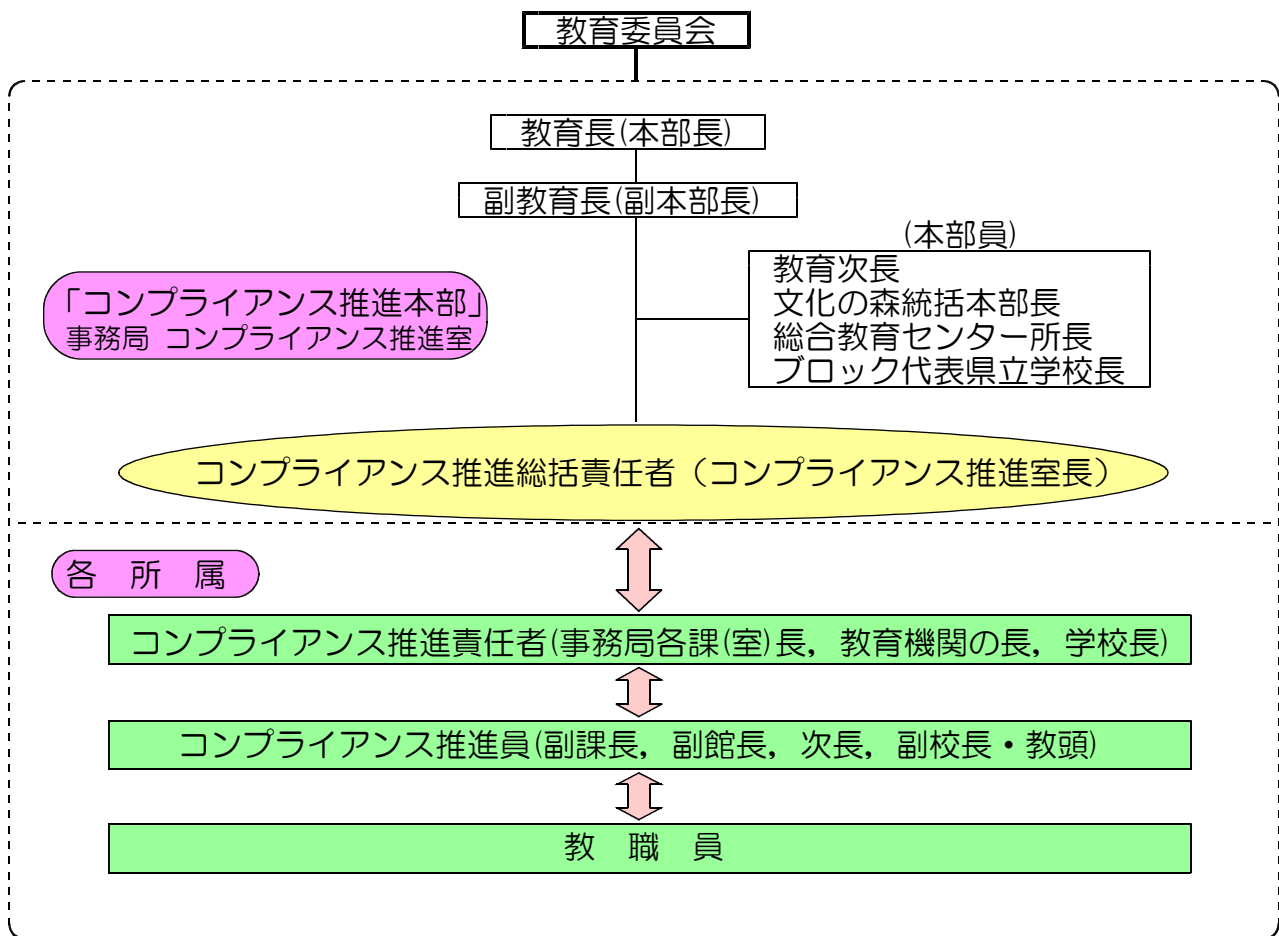 教育委員会
教育長(本部長)
副教育長(副本部長)
(本部員)
教育次長
文化の森統括本部長
総合教育センター所長
ブロック代表県立学校長
「コンプライアンス推進本部」
事務局 コンプライアンス推進室
コンプライアンス推進総括責任者（コンプライアンス推進室長）
各　所　属
コンプライアンス推進責任者(事務局各課(室)長，教育機関の長，学校長)
コンプライアンス推進員(副課長，副館長，次長，副校長・教頭)
教　職　員